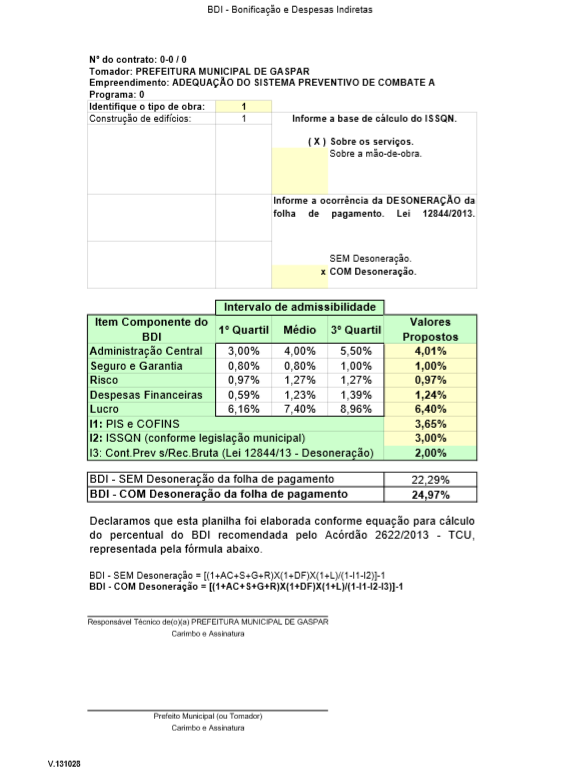 BDI - Bonificação e Despesas Indiretas
N° do contrato: 0-0 / 0
Tomador: PREFEITURA MUNICIPAL DE GASPAR
Empreendimento: ADEQUAÇÃO DO SISTEMA PREVENTIVO DE COMBATE A
Programa: 0
Identifique o tipo de obra: 1
Construção de edifícios: 1 Informe a base de cálculo do ISSQN.
( X ) Sobre os serviços.
Sobre a mão-de-obra.
Informe a ocorrência da DESONERAÇÃO da
folha de pagamento. Lei 12844/2013.
SEM Desoneração.
x COM Desoneração.
Intervalo de admissibilidade
Item Componente do BDI 1º Quartil Médio 3º Quartil Valores Propostos
Administração Central 3,00% 4,00% 5,50% 4,01%
Seguro e Garantia 0,80% 0,80% 1,00% 1,00%
Risco 0,97% 1,27% 1,27% 0,97%
Despesas Financeiras 0,59% 1,23% 1,39% 1,24%
Lucro 6,16% 7,40% 8,96% 6,40%
I1: PIS e COFINS 3,65%
I2: ISSQN (conforme legislação municipal) 3,00%
I3: Cont.Prev s/Rec.Bruta (Lei 12844/13 - Desoneração) 2,00%
BDI - SEM Desoneração da folha de pagamento 22,29%
BDI - COM Desoneração da folha de pagamento 24,97%
Declaramos que esta planilha foi elaborada conforme equação para cálculo
do percentual do BDI recomendada pelo Acórdão 2622/2013 - TCU,
representada pela fórmula abaixo.
BDI - SEM Desoneração = [(1+AC+S+G+R)X(1+DF)X(1+L)/(1-I1-I2)]-1
BDI - COM Desoneração = [(1+AC+S+G+R)X(1+DF)X(1+L)/(1-I1-I2-I3)]-1
Responsável Técnico de(o)(a) PREFEITURA MUNICIPAL DE GASPAR
Carimbo e Assinatura
Prefeito Municipal (ou Tomador)
Carimbo e Assinatura
V.131028